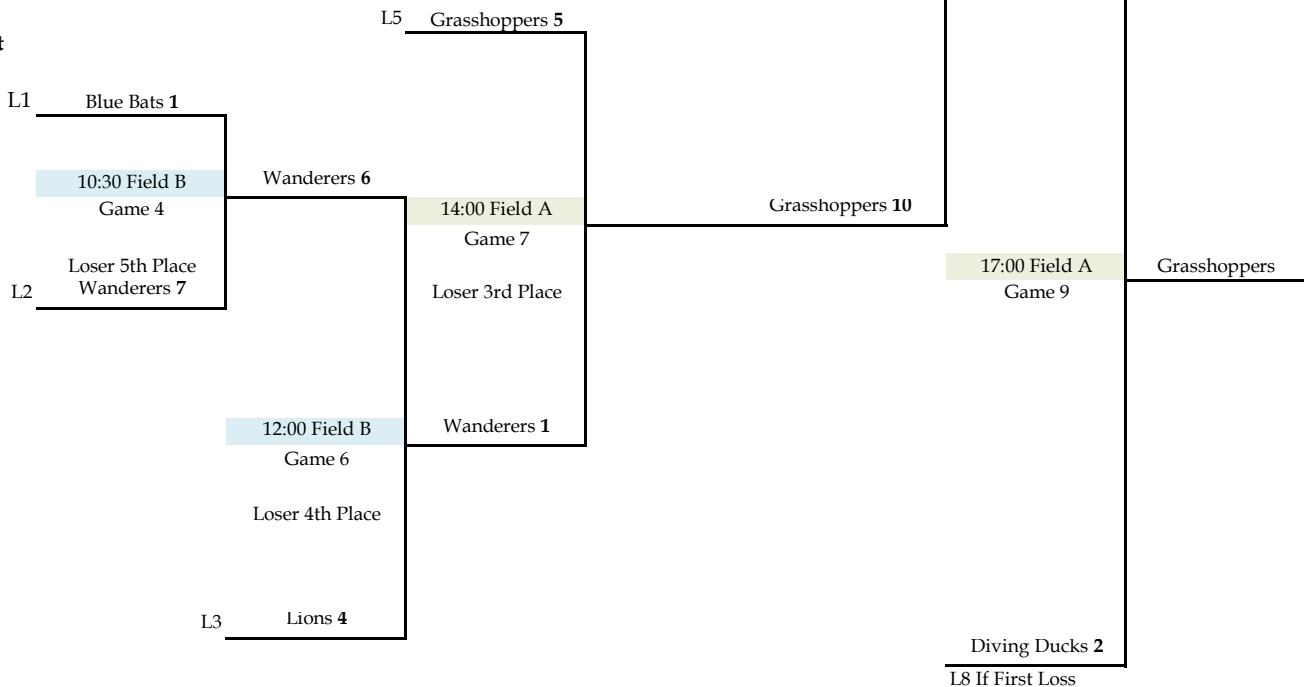 L5 Grasshoppers 5
t
L1 Blue Bats 1
10:30 Field B
Wanderers 6
Game 4
14:00 Field A
Grasshoppers 10
Game 7
Loser 5th Place
17:00 Field A
Grasshoppers
L2 Wanderers 7
Loser 3rd Place
Game 9
12:00 Field B
Wanderers 1
Game 6
Loser 4th Place
L3 Lions 4
Diving Ducks 2
L8 If First Loss